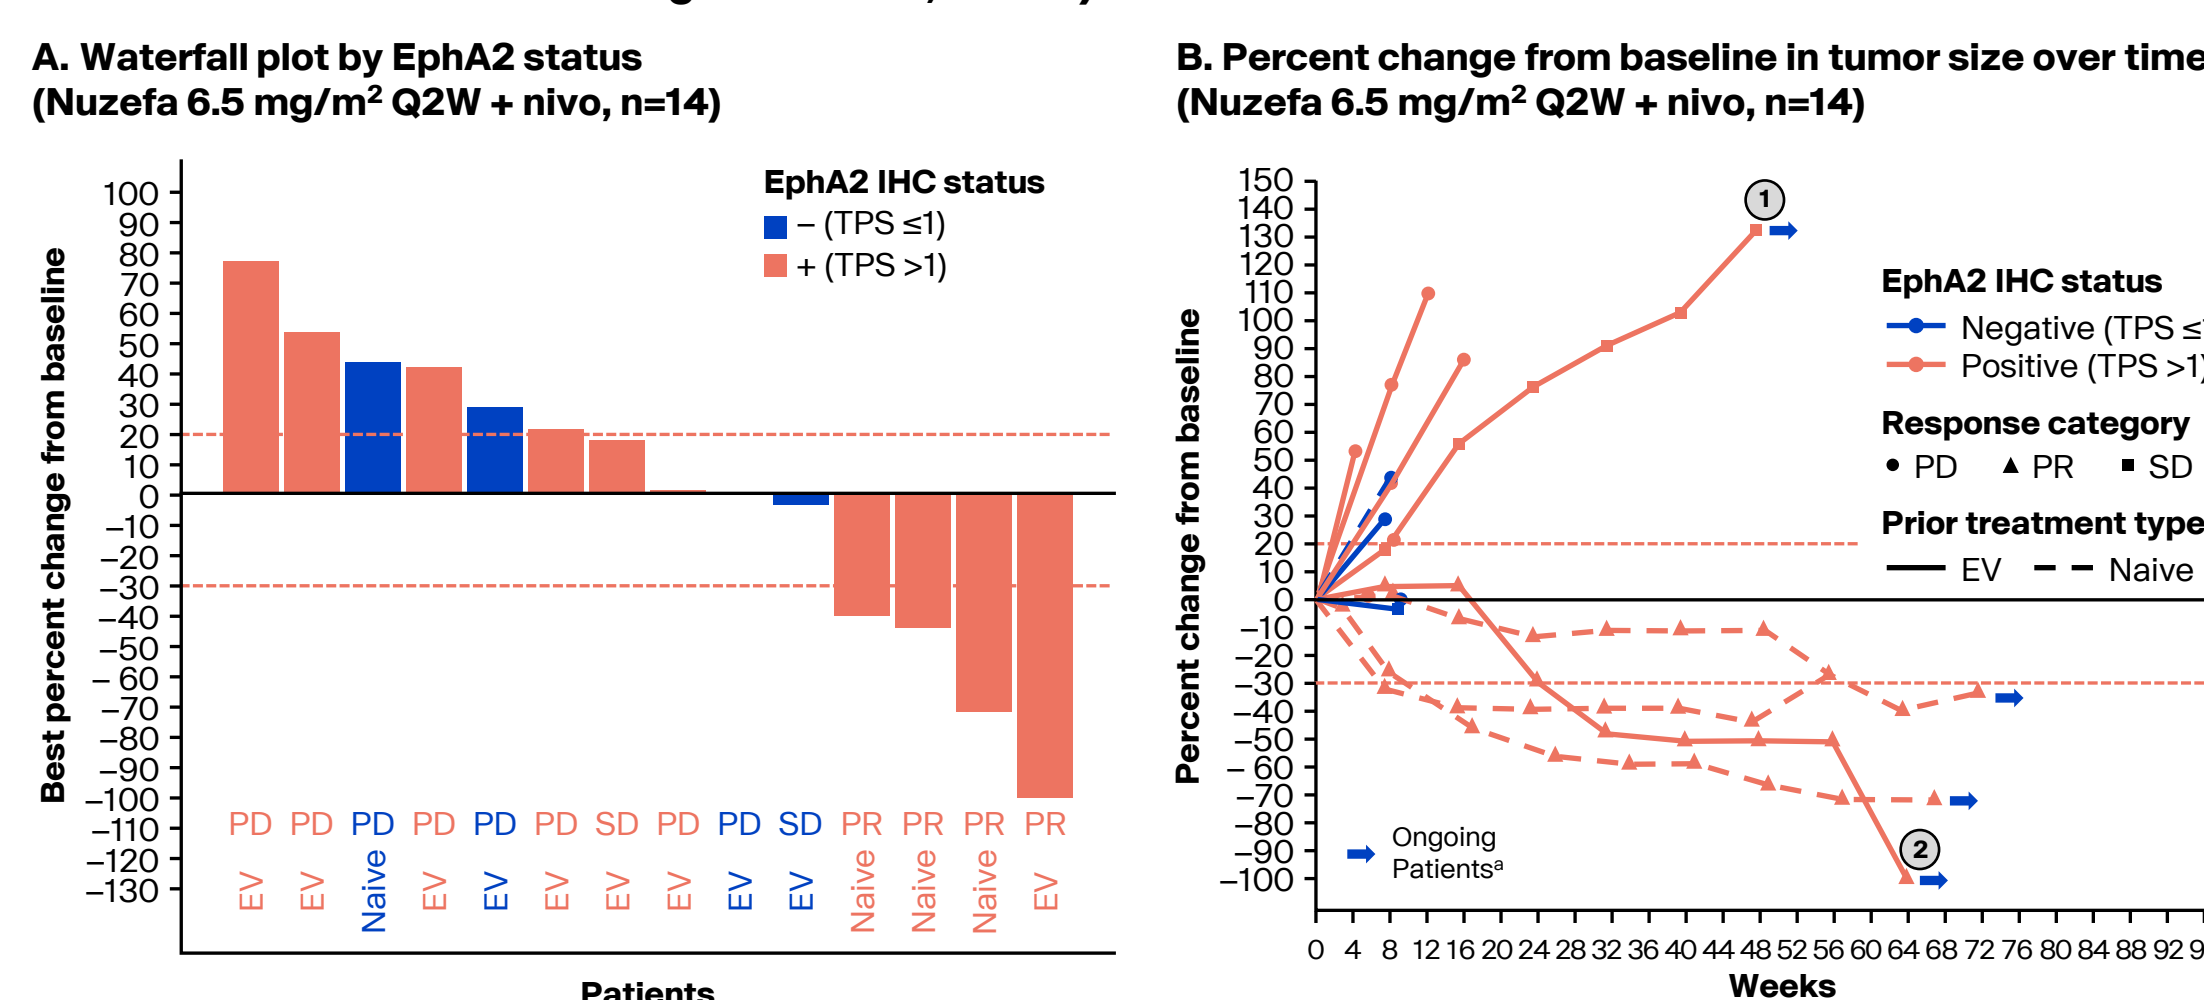 A. Waterfall plot by EphA2 status
(Nuzefa 6.5 mg/m² Q2W + nivo, n=14)
Best percent change from baseline
100
90
80
70
60
50
40
30
20
10
0
–10
–20
–30
–40
–50
– 60
–70
–80
–90
–100
–110
–120
–130
EphA2 IHC status
– (TPS ≤1)
+ (TPS >1)
PD PD PD PD PD PD SD PD PD SD PR PR PR PR
EV EV Naive EV EV EV EV EV EV EV Naive Naive Naive EV
Patients
B. Percent change from baseline in tumor size over time
(Nuzefa 6.5 mg/m² Q2W + nivo, n=14)
Percent change from baseline
150
140
130
120
110
100
90
80
70
60
50
40
30
20
10
0
–10
–20
–30
–40
–50
– 60
–70
–80
–90
–100
1
EphA2 IHC status
Negative (TPS ≤
Positive (TPS >1)
Response category
PD PR SD
Prior treatment type
EV Naive
2
Ongoing
Patientsᵃ
0 4 8 12 16 20 24 28 32 36 40 44 48 52 56 60 64 68 72 76 80 84 88 92 9
Weeks